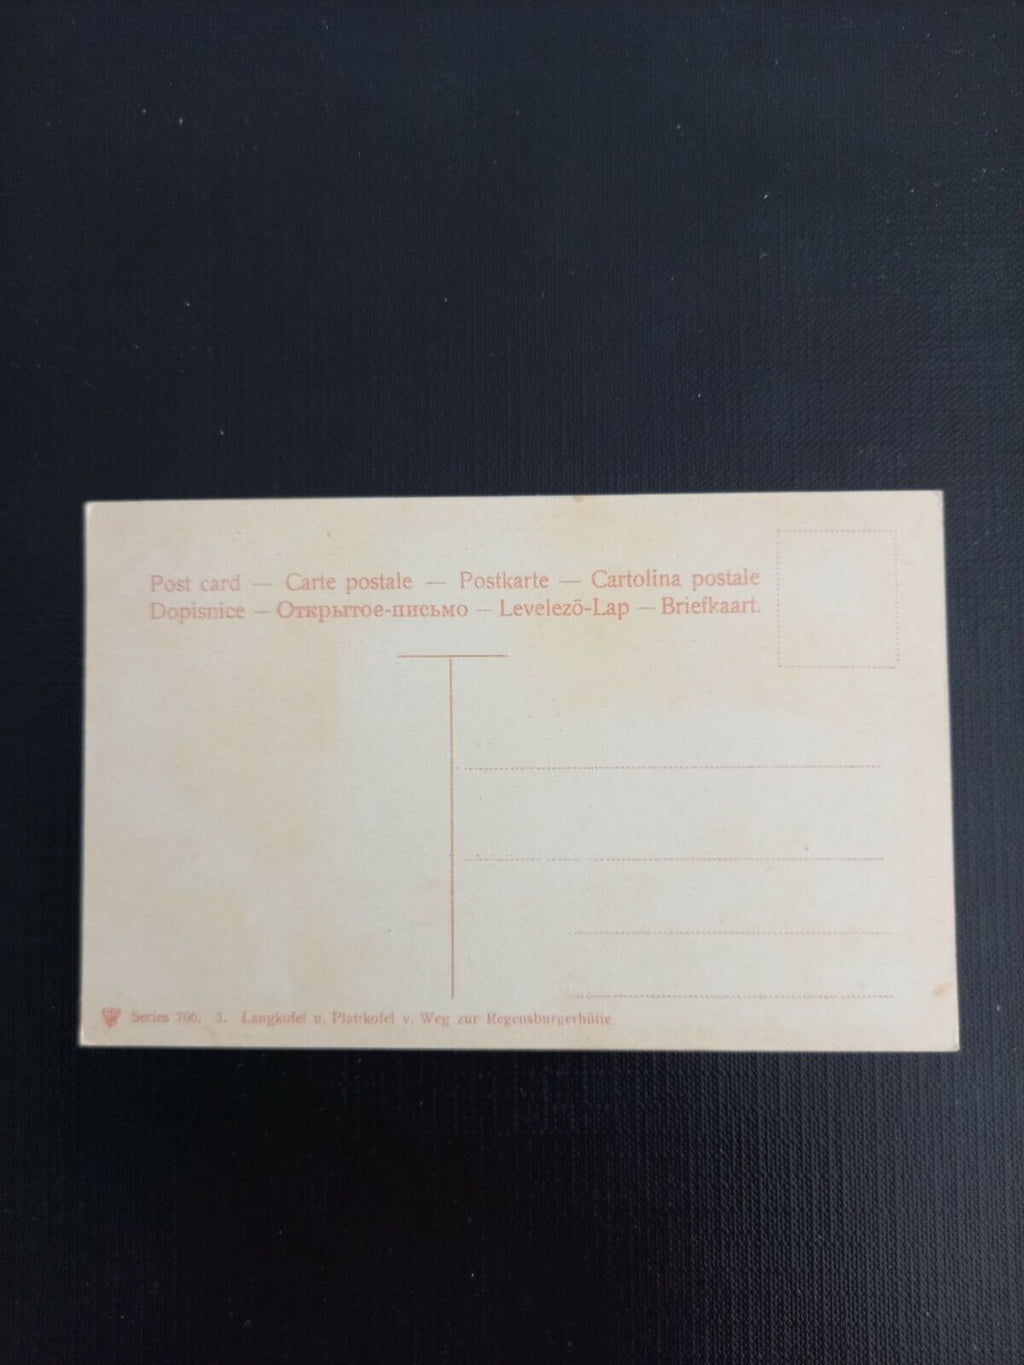 Post card — Carte postale — Postkarte — Cartolina postale
Dopisnice — Открытое-письмо — Levelezö-Lap — Briefkaart.
Series 706, 3. Langkofel u. Plattkofel v. Weg zur Regensburgerhütte